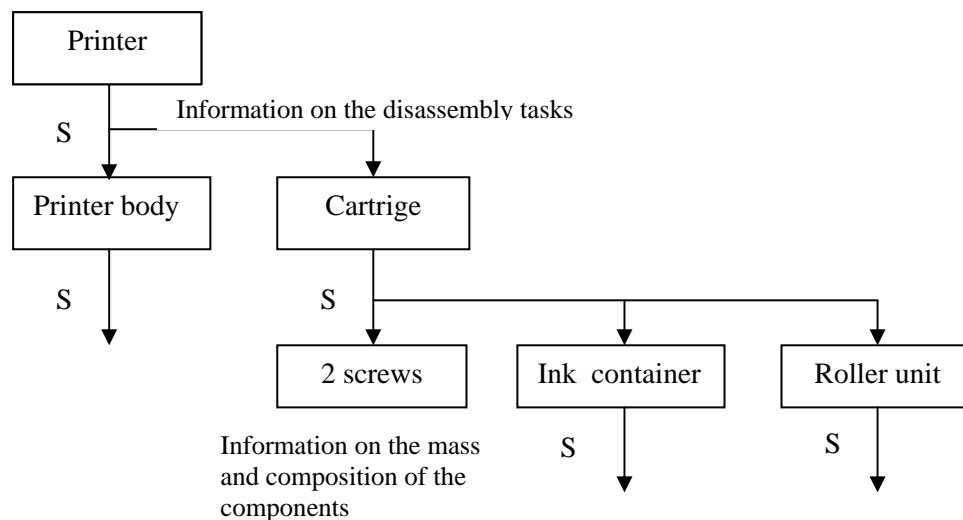 Printer
Information on the disassembly tasks
S
Printer body
Cartrige
S
S
2 screws
Ink container
Roller unit
Information on the mass
and composition of the
components
S
S